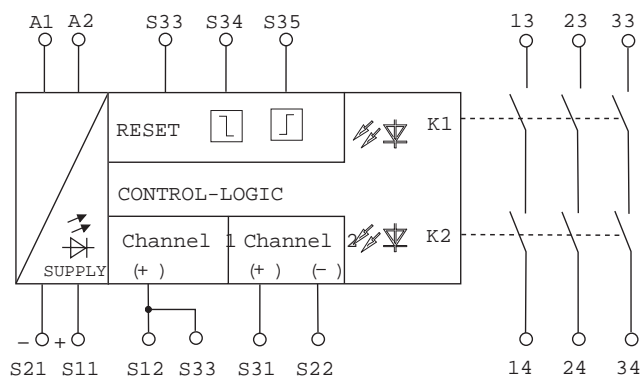 A1 A2 S33 S34 S35 13 23 33
RESET K1
CONTROL-LOGIC
Channel 1 Channel 2 K2
SUPPLY (+ ) (+ ) (- )
- +
S21 S11 S12 S33 S31 S22 14 24 34